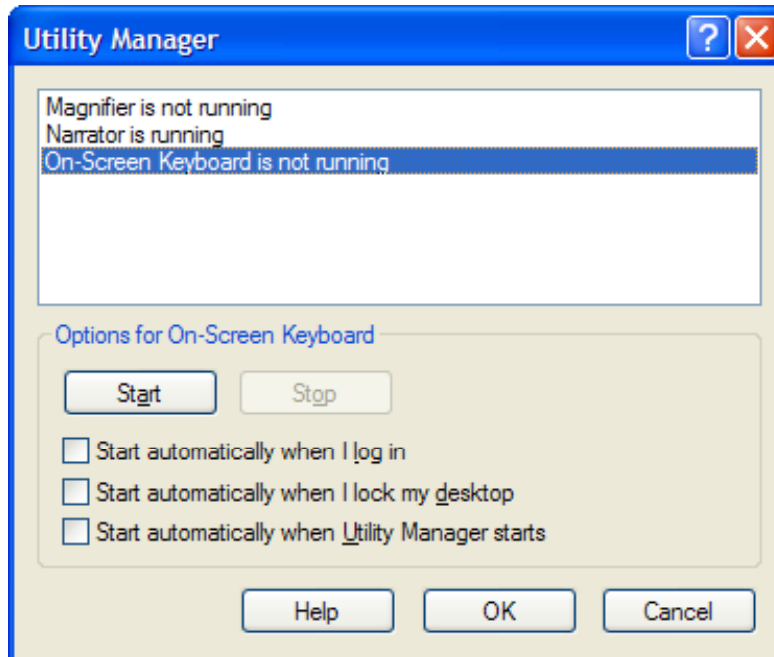 Utility Manager
Magnifier is not running
Narrator is running
On-Screen Keyboard is not running
Options for On-Screen Keyboard
Start Stop
Start automatically when I log in
Start automatically when I lock my desktop
Start automatically when Utility Manager starts
Help OK Cancel